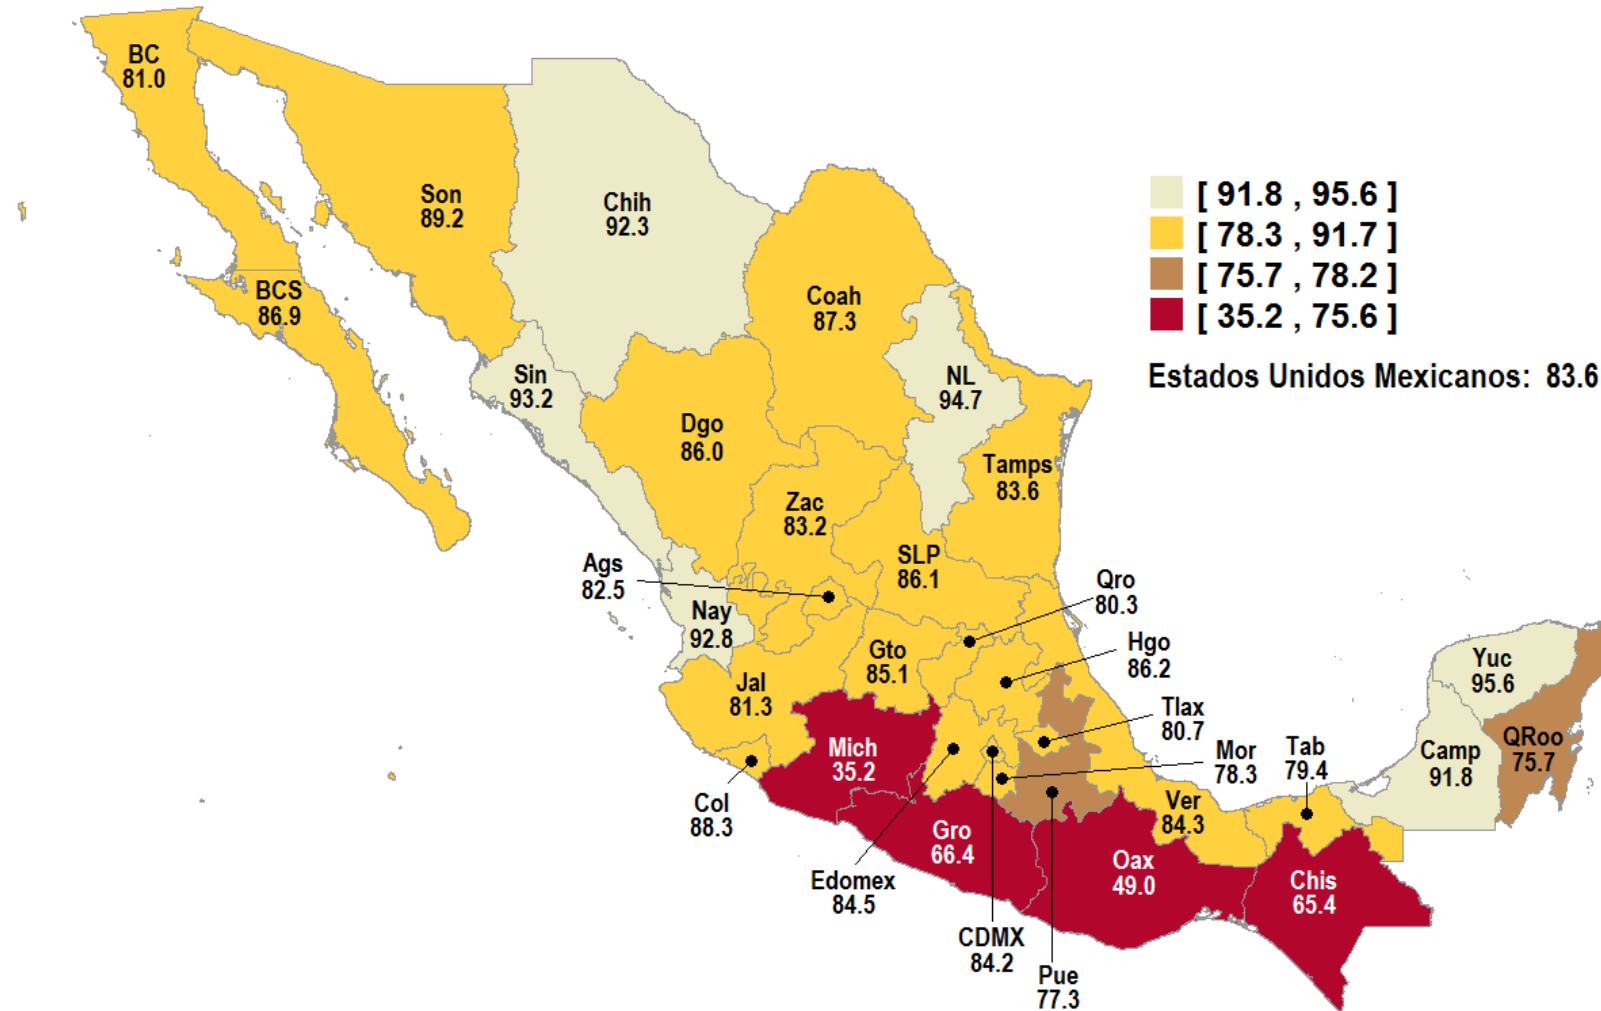 BC
81.0
Son
89.2
Chih
92.3
[ 91.8 , 95.6 ]
[ 78.3 , 91.7 ]
[ 75.7 , 78.2 ]
[ 35.2 , 75.6 ]
Estados Unidos Mexicanos: 83.6
BCS
86.9
Coah
87.3
Sin
93.2
NL
94.7
Dgo
86.0
Tamps
83.6
Zac
83.2
SLP
86.1
Ags
82.5
Qro
80.3
Nay
92.8
Gto
85.1
Hgo
86.2
Yuc
95.6
Jal
81.3
Tlax
80.7
Mich
35.2
Mor
78.3
Tab
79.4
Camp
91.8
QRoo
75.7
Col
88.3
Ver
84.3
Gro
66.4
Oax
49.0
Chis
65.4
Edomex
84.5
CDMX
84.2
Pue
77.3